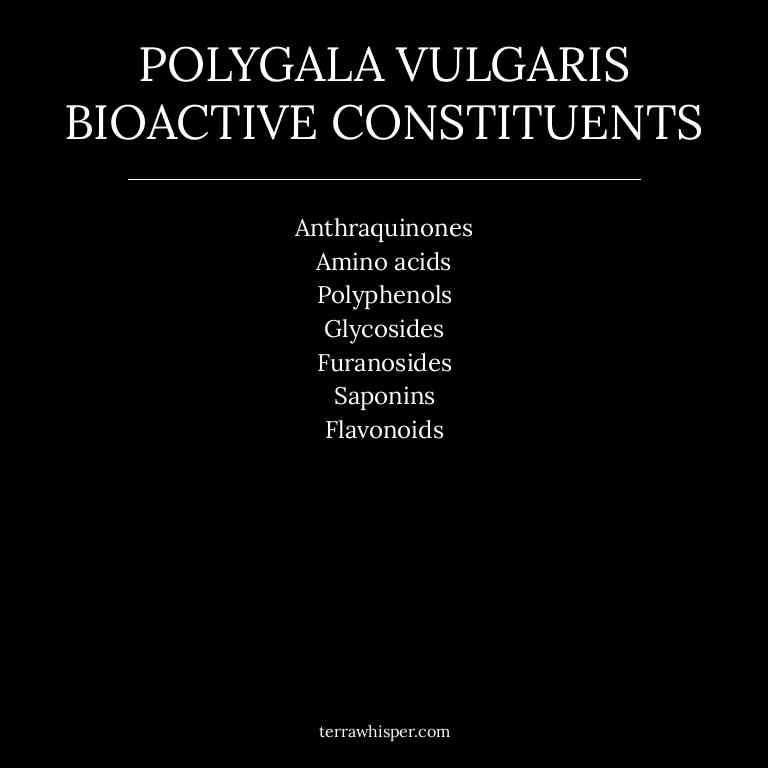 POLYGALA VULGARIS
BIOACTIVE CONSTITUENTS
Anthraquinones
Amino acids
Polyphenols
Glycosides
Furanosides
Saponins
Flavonoids
terrawhisper.com